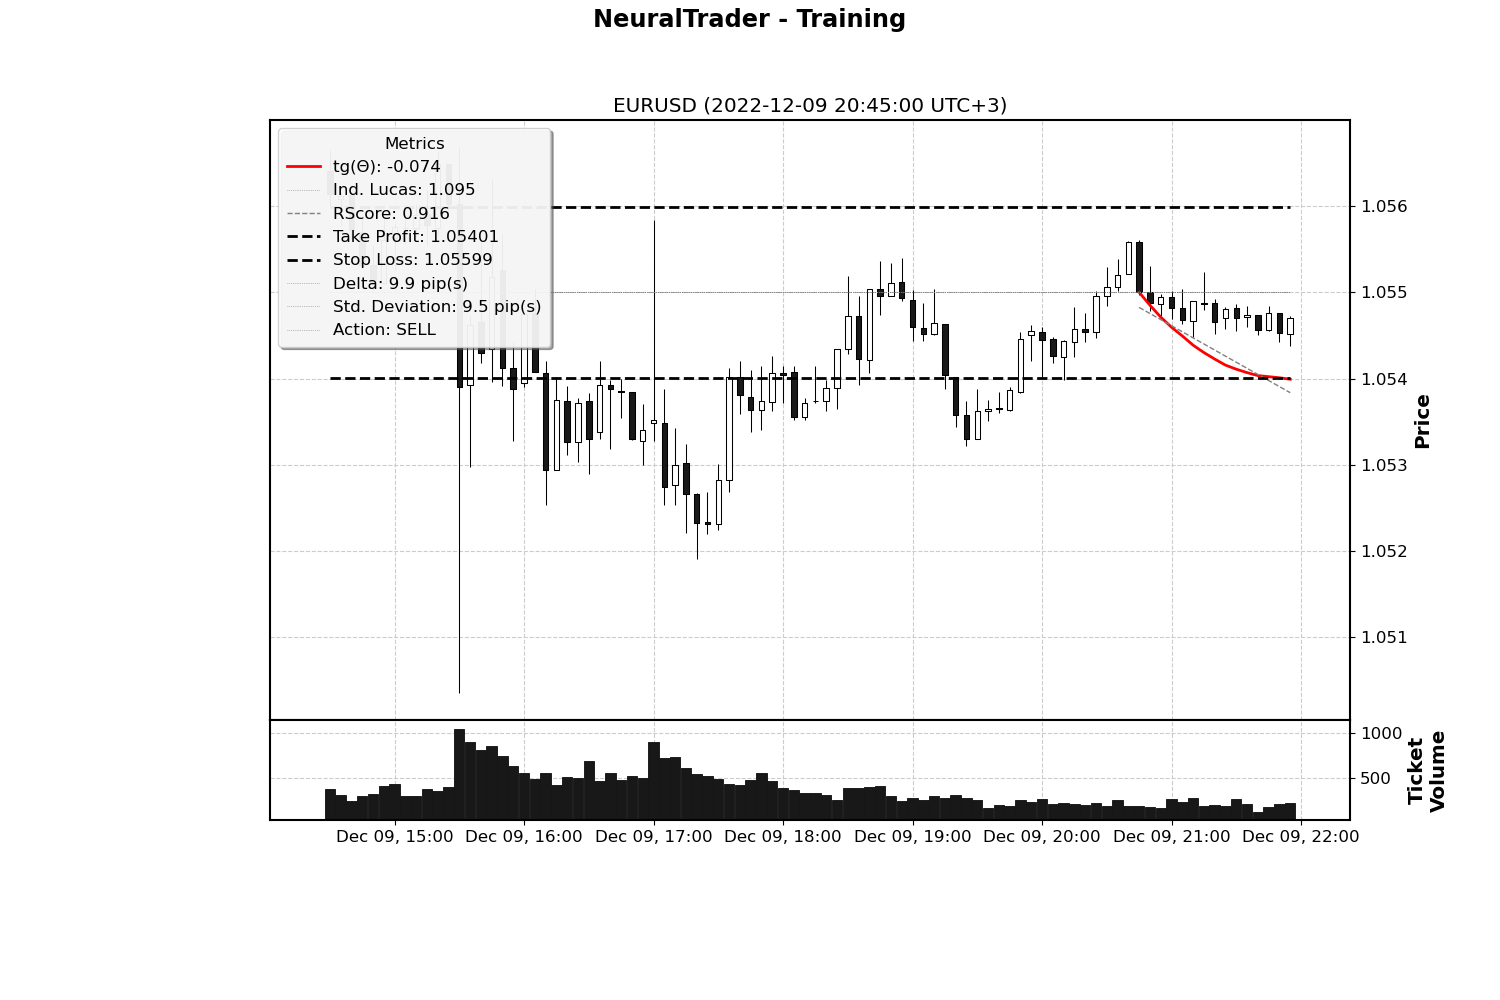 NeuralTrader - Training
EURUSD (2022-12-09 20:45:00 UTC+3)
Metrics
tg(Θ): -0.074
Ind. Lucas: 1.095
RScore: 0.916
Take Profit: 1.05401
Stop Loss: 1.05599
Delta: 9.9 pip(s)
Std. Deviation: 9.5 pip(s)
Action: SELL
1.056
1.055
1.054
1.053
1.052
1.051
Price
1000
500
Ticket
Volume
Dec 09, 15:00 Dec 09, 16:00 Dec 09, 17:00 Dec 09, 18:00 Dec 09, 19:00 Dec 09, 20:00 Dec 09, 21:00 Dec 09, 22:00